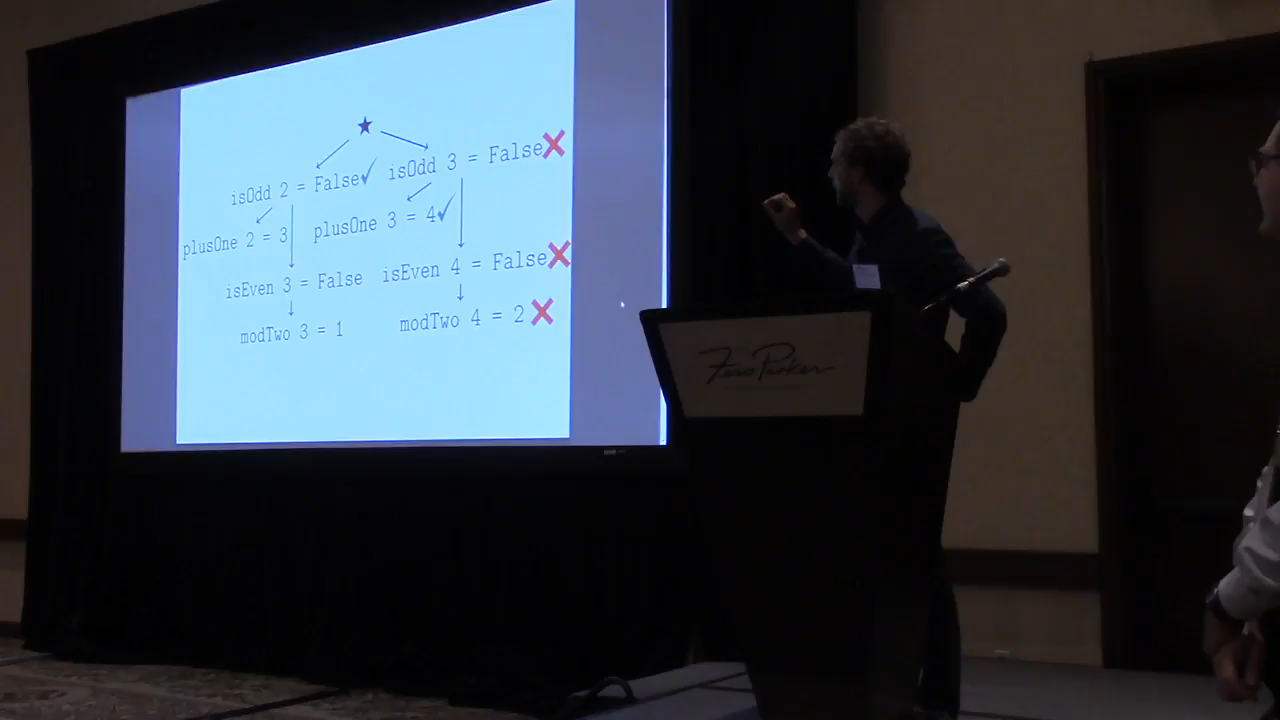 isOdd 2 = False✓
isOdd 3 = False❌
plusOne 2 = 3
plusOne 3 = 4✓
isEven 3 = False
isEven 4 = False❌
modTwo 3 = 1
modTwo 4 = 2❌
Fess Parker